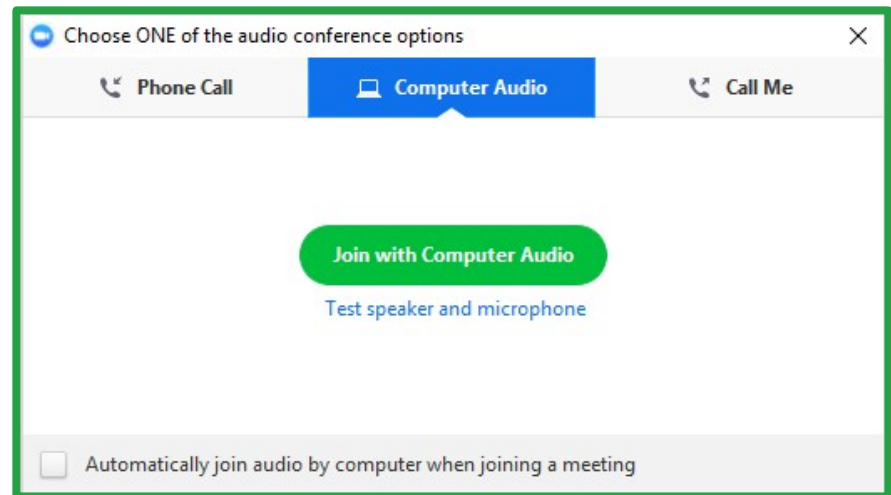 Choose ONE of the audio conference options
Phone Call
Computer Audio
Call Me
Join with Computer Audio
Test speaker and microphone
Automatically join audio by computer when joining a meeting